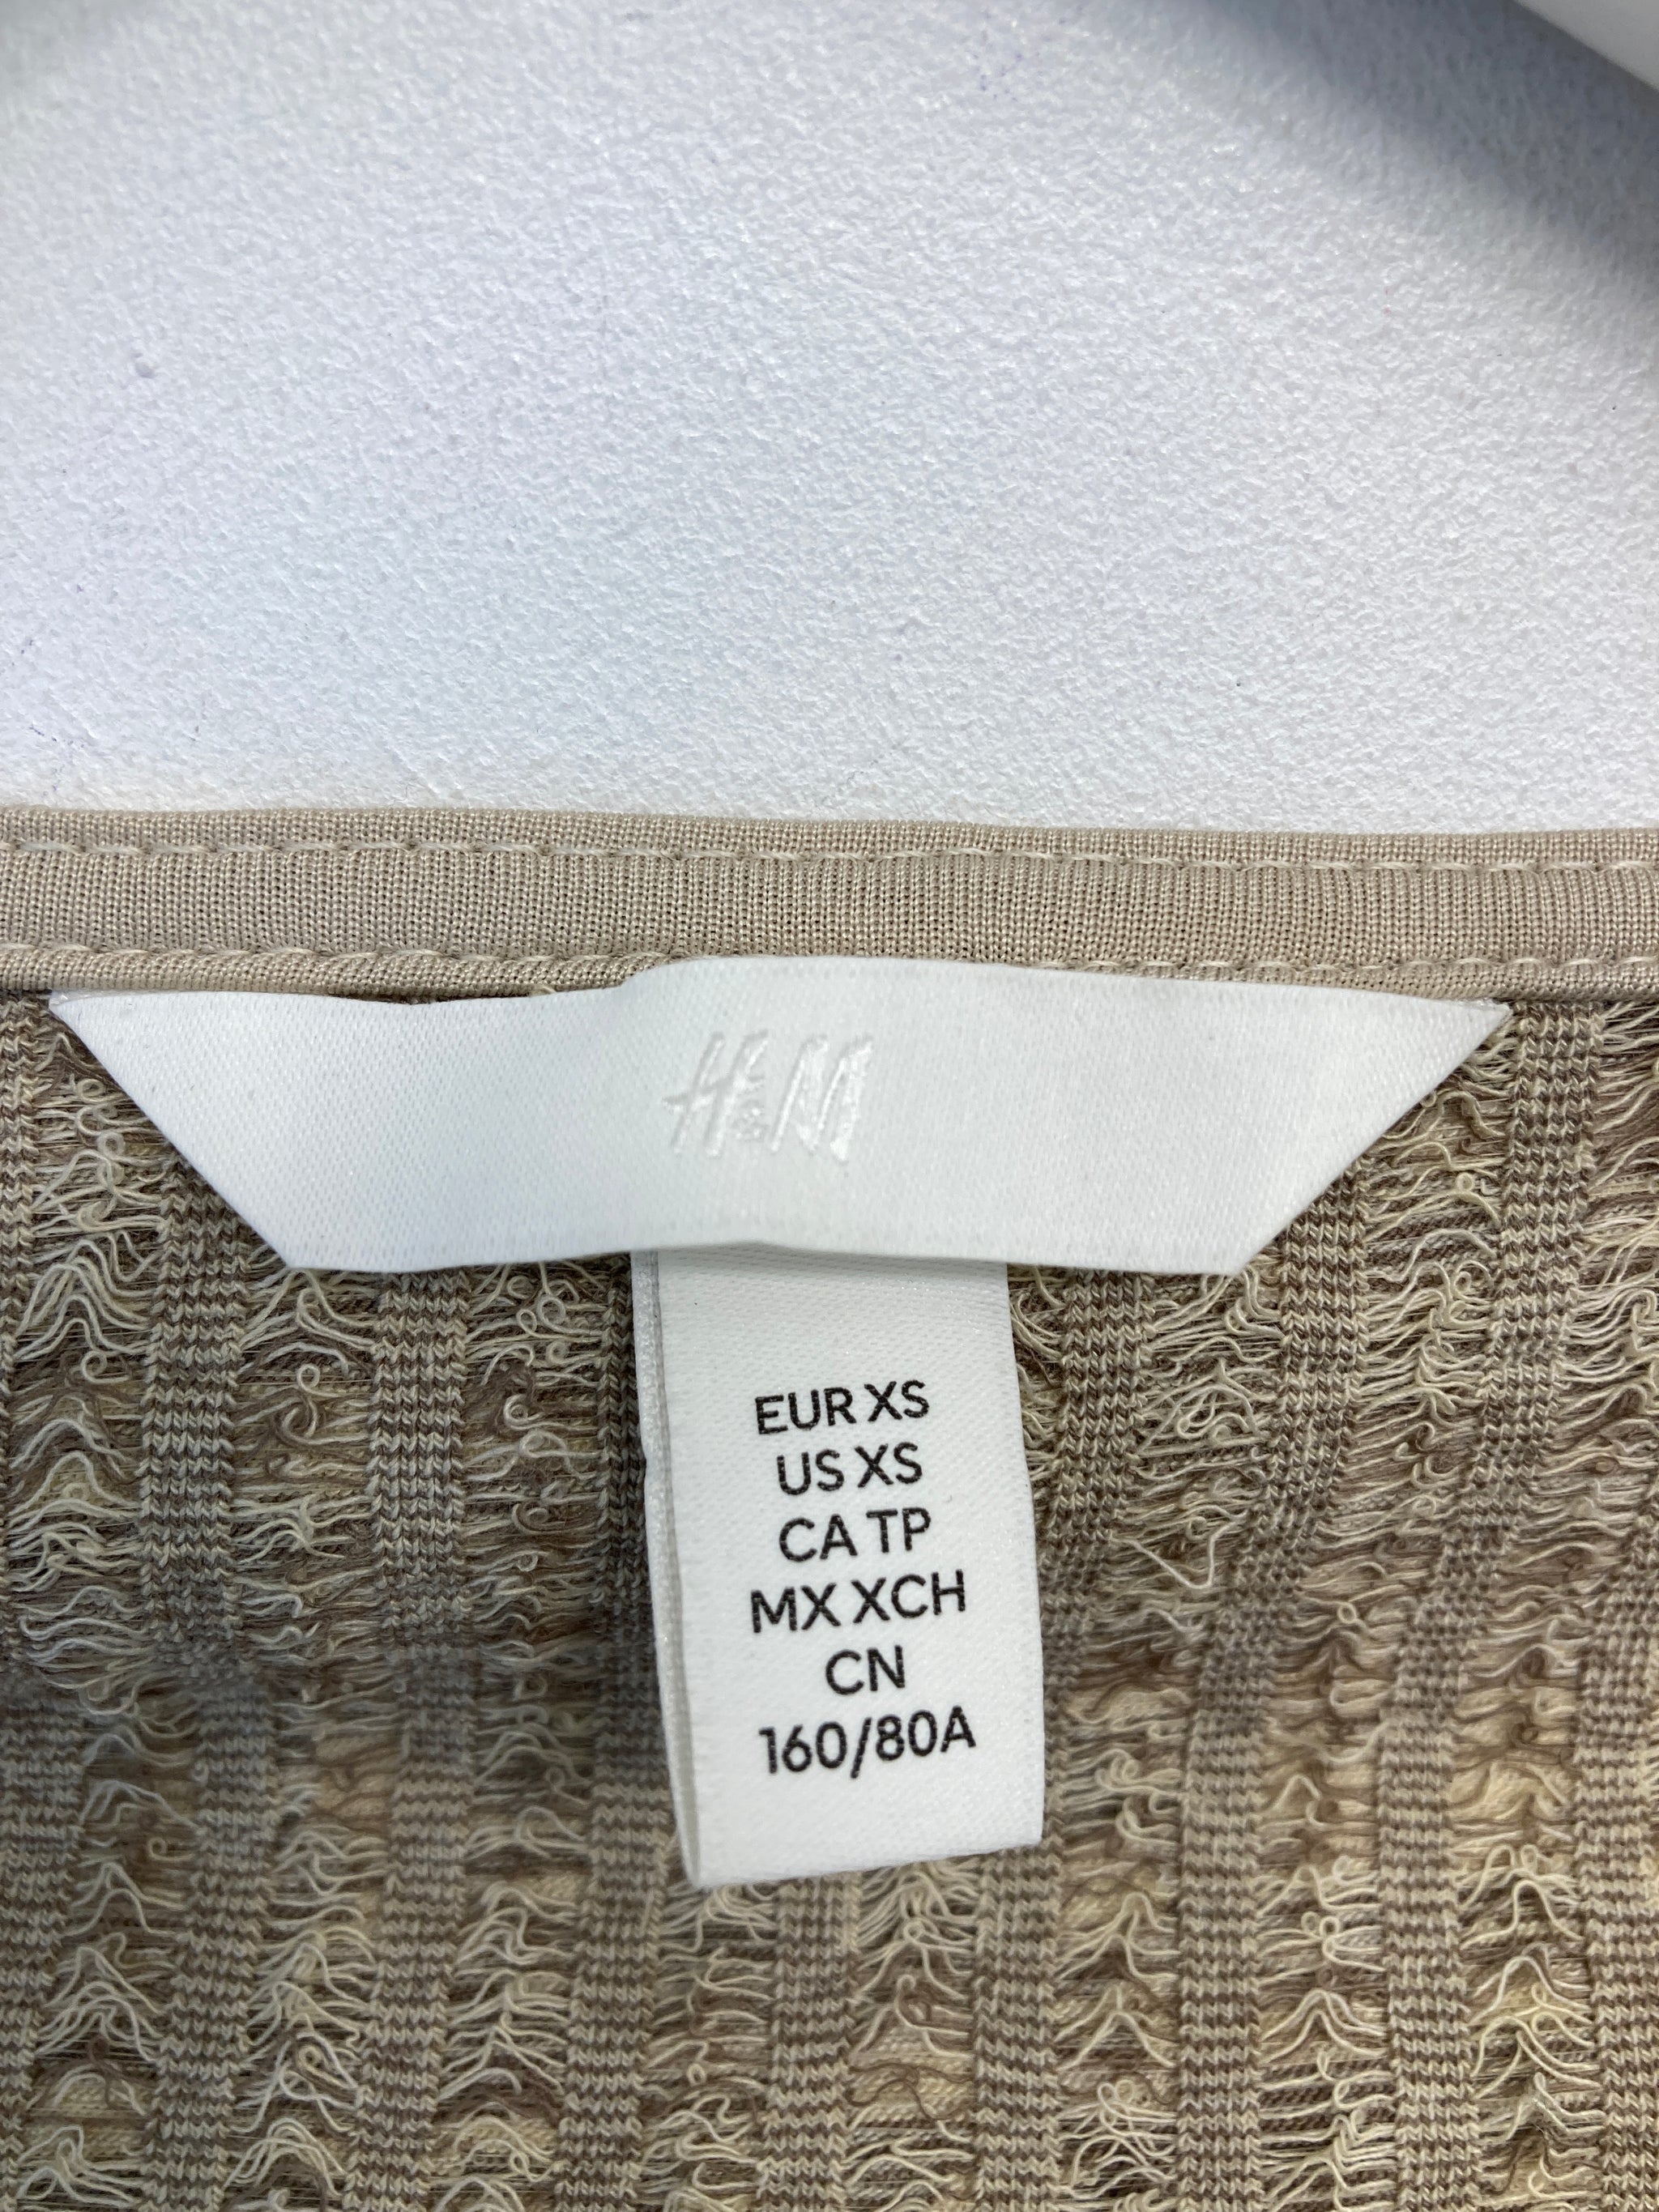 H&M
EUR XS
US XS
CA TP
MX XCH
CN
160/80A